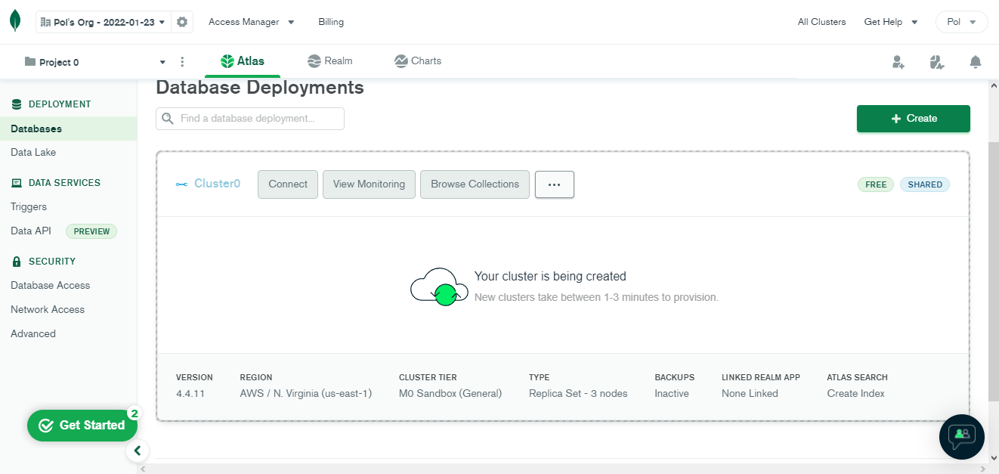 Pol's Org - 2022-01-23
Access Manager
Billing
All Clusters
Get Help
Pol
Project 0
Atlas
Realm
Charts
DEPLOYMENT
Databases
Data Lake
DATA SERVICES
Triggers
Data API PREVIEW
SECURITY
Database Access
Network Access
Advanced
Get Started
2
Database Deployments
Find a database deployment...
Create
Cluster0
Connect
View Monitoring
Browse Collections
...
FREE
SHARED
Your cluster is being created
New clusters take between 1-3 minutes to provision.
VERSION
4.4.11
REGION
AWS / N. Virginia (us-east-1)
CLUSTER TIER
M0 Sandbox (General)
TYPE
Replica Set - 3 nodes
BACKUPS
Inactive
LINKED REALM APP
None Linked
ATLAS SEARCH
Create Index